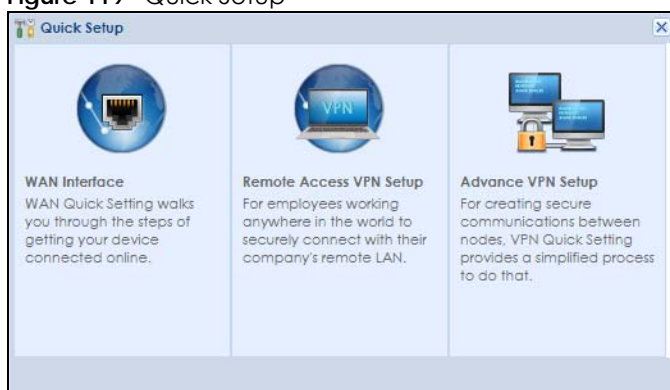 Quick Setup
WAN Interface
WAN Quick Setting walks
you through the steps of
getting your device
connected online.
VPN
Remote Access VPN Setup
For employees working
anywhere in the world to
securely connect with their
company's remote LAN.
Advance VPN Setup
For creating secure
communications between
nodes, VPN Quick Setting
provides a simplified process
to do that.